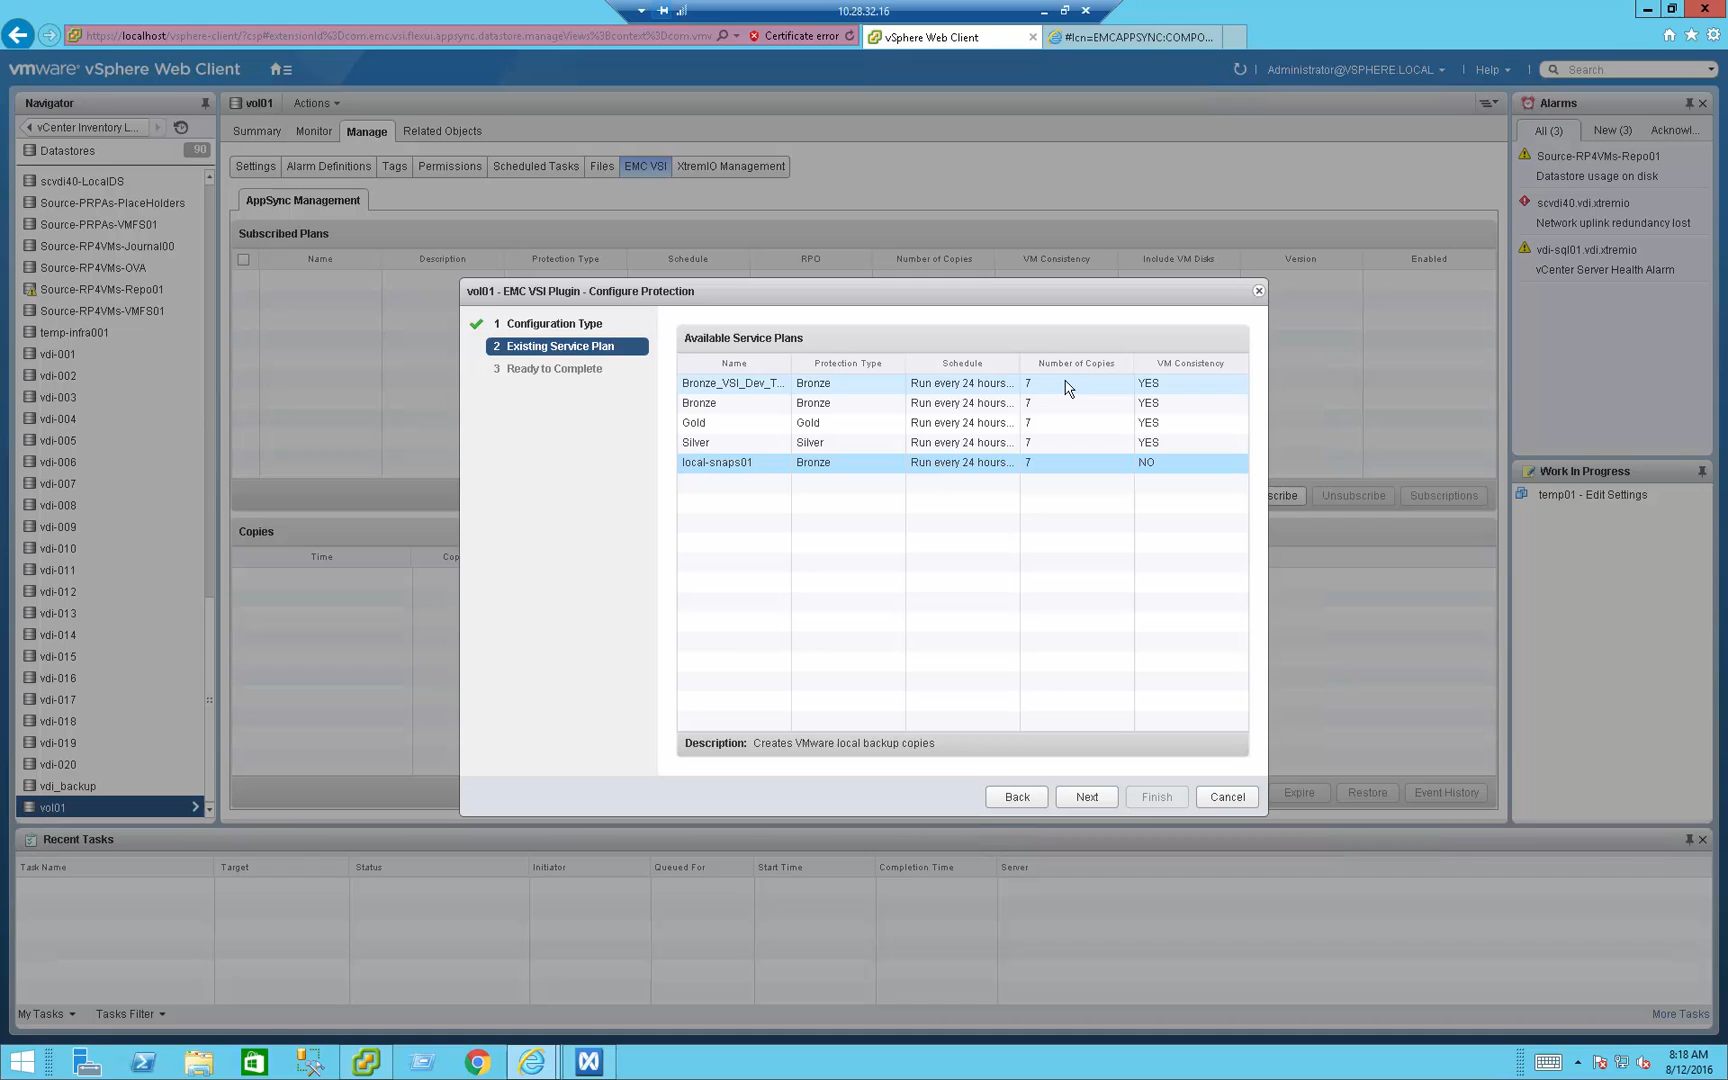 10.28.32.16
https://localhost/vsphere-client/?csp#extensionId%3Dcom.emc.vsi.flexui.appsync.datastore.manageViews%3Bcontext%3Dcom.vmv
Certificate error
vSphere Web Client
#lcn=EMCAPPSYNC:COMPO...
vmware® vSphere Web Client
Administrator@VSPHERE.LOCAL
Help
Search
Navigator
vCenter Inventory L...
Datastores
90
scvdi40-LocalDS
Source-PRPAs-PlaceHolders
Source-PRPAs-VMFS01
Source-RP4VMs-Journal00
Source-RP4VMs-OVA
Source-RP4VMs-Repo01
Source-RP4VMs-VMFS01
temp-infra001
vdi-001
vdi-002
vdi-003
vdi-004
vdi-005
vdi-006
vdi-007
vdi-008
vdi-009
vdi-010
vdi-011
vdi-012
vdi-013
vdi-014
vdi-015
vdi-016
vdi-017
vdi-018
vdi-019
vdi-020
vdi_backup
vol01
vol01
Actions
Summary
Monitor
Manage
Related Objects
Settings
Alarm Definitions
Tags
Permissions
Scheduled Tasks
Files
EMC VSI
XtremIO Management
AppSync Management
Subscribed Plans
Name
Description
Protection Type
Schedule
RPO
Number of Copies
VM Consistency
Include VM Disks
Version
Enabled
scribe
Unsubscribe
Subscriptions
Copies
Time
Cop
Expire
Restore
Event History
vol01 - EMC VSI Plugin - Configure Protection
1 Configuration Type
2 Existing Service Plan
3 Ready to Complete
Available Service Plans
Name Protection Type Schedule Number of Copies VM Consistency
Bronze_VSI_Dev_T... Bronze Run every 24 hours... 7 YES
Bronze Bronze Run every 24 hours... 7 YES
Gold Gold Run every 24 hours... 7 YES
Silver Silver Run every 24 hours... 7 YES
local-snaps01 Bronze Run every 24 hours... 7 NO
Description: Creates VMware local backup copies
Back
Next
Finish
Cancel
Alarms
All (3)
New (3)
Acknowl...
Source-RP4VMs-Repo01
Datastore usage on disk
scvdi40.vdi.xtremio
Network uplink redundancy lost
vdi-sql01.vdi.xtremio
vCenter Server Health Alarm
Work In Progress
temp01 - Edit Settings
Recent Tasks
Task Name
Target
Status
Initiator
Queued For
Start Time
Completion Time
Server
My Tasks
Tasks Filter
More Tasks
8:18 AM
8/12/2016